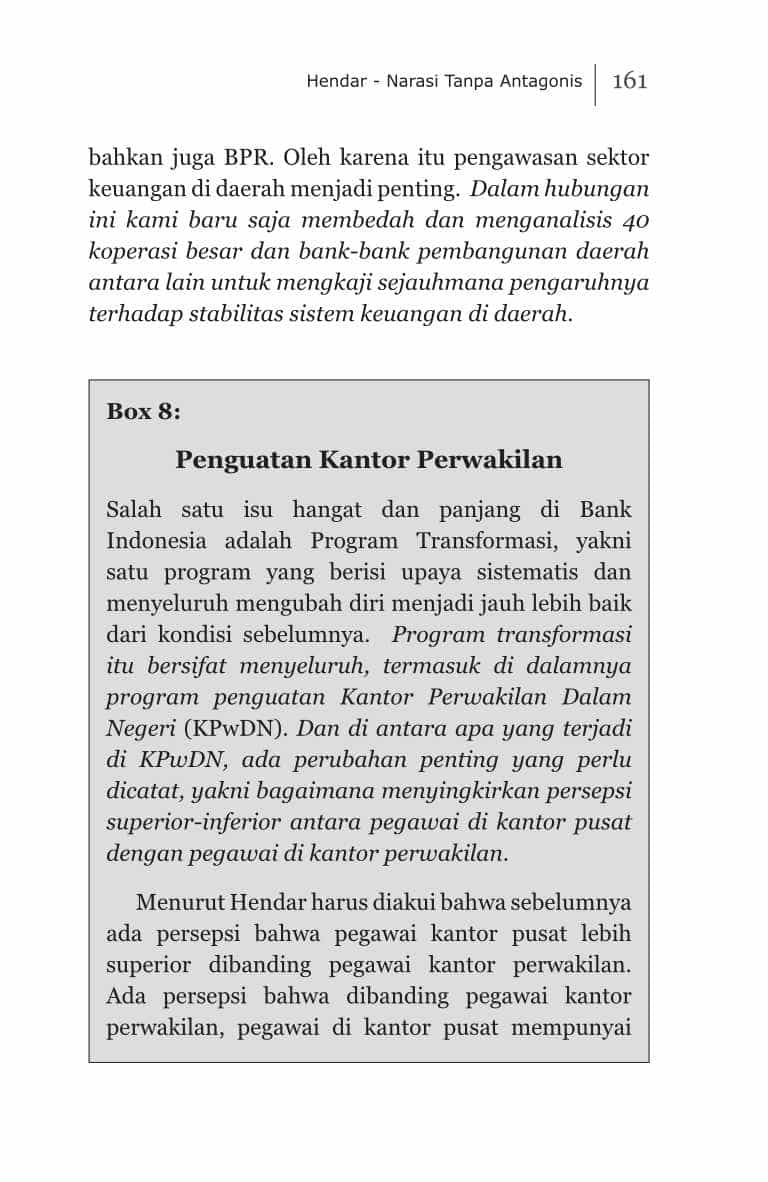 Hendar - Narasi Tanpa Antagonis 161
bahkan juga BPR. Oleh karena itu pengawasan sektor
keuangan di daerah menjadi penting. Dalam hubungan
ini kami baru saja membedah dan menganalisis 40
koperasi besar dan bank-bank pembangunan daerah
antara lain untuk mengkaji sejauhmana pengaruhnya
terhadap stabilitas sistem keuangan di daerah.
Box 8:
Penguatan Kantor Perwakilan
Salah satu isu hangat dan panjang di Bank
Indonesia adalah Program Transformasi, yakni
satu program yang berisi upaya sistematis dan
menyeluruh mengubah diri menjadi jauh lebih baik
dari kondisi sebelumnya. Program transformasi
itu bersifat menyeluruh, termasuk di dalamnya
program penguatan Kantor Perwakilan Dalam
Negeri (KPwDN). Dan di antara apa yang terjadi
di KPwDN, ada perubahan penting yang perlu
dicatat, yakni bagaimana menyingkirkan persepsi
superior-inferior antara pegawai di kantor pusat
dengan pegawai di kantor perwakilan.
Menurut Hendar harus diakui bahwa sebelumnya
ada persepsi bahwa pegawai kantor pusat lebih
superior dibanding pegawai kantor perwakilan.
Ada persepsi bahwa dibanding pegawai kantor
perwakilan, pegawai di kantor pusat mempunyai